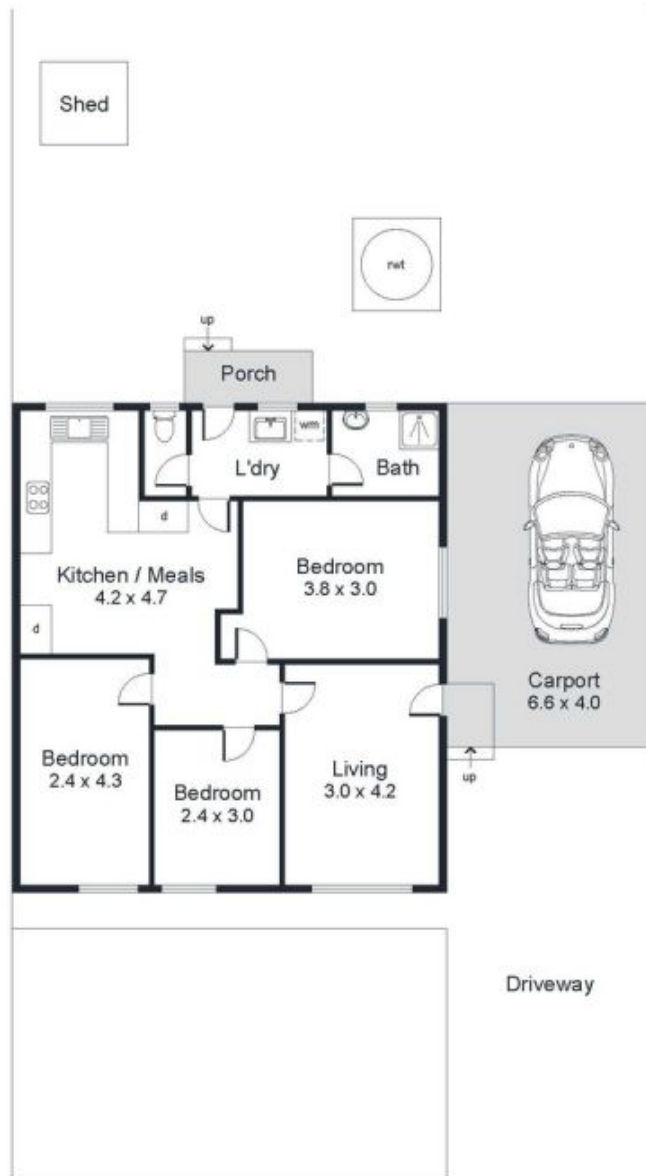 Shed
rwt
up
Porch
wm
L'dry
Bath
d
Kitchen / Meals
4.2 x 4.7
Bedroom
3.8 x 3.0
d
Carport
6.6 x 4.0
Bedroom
2.4 x 4.3
Bedroom
2.4 x 3.0
Living
3.0 x 4.2
up
Driveway